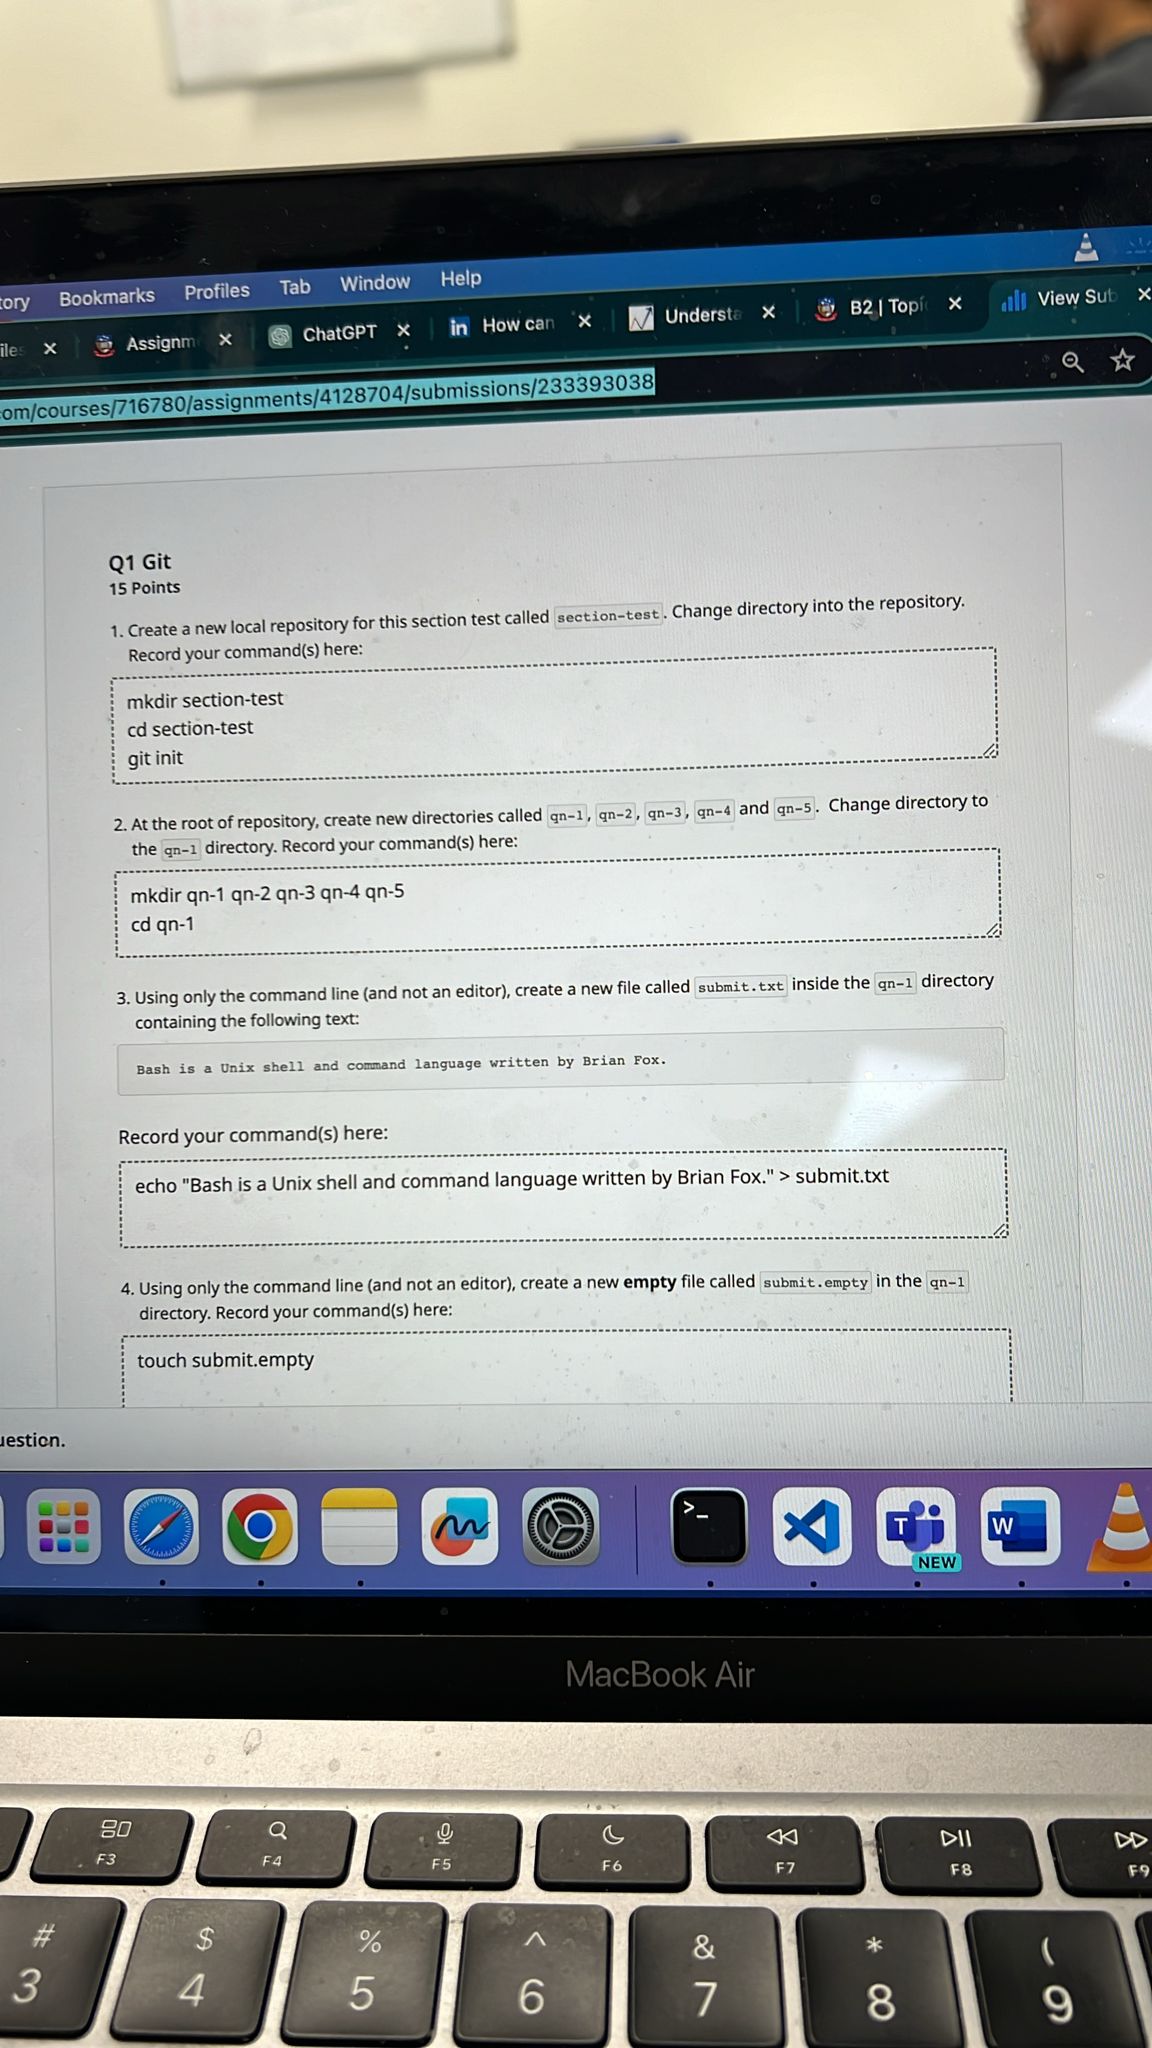 tory Bookmarks Profiles Tab Window Help
iles Assignm ChatGPT in How can Understa B2 | Topi View Sub
com/courses/716780/assignments/4128704/submissions/233393038
Q1 Git
15 Points
1. Create a new local repository for this section test called section-test. Change directory into the repository.
Record your command(s) here:
mkdir section-test
cd section-test
git init
2. At the root of repository, create new directories called qn-1, qn-2, qn-3, qn-4 and qn-5. Change directory to
the qn-1 directory. Record your command(s) here:
mkdir qn-1 qn-2 qn-3 qn-4 qn-5
cd qn-1
3. Using only the command line (and not an editor), create a new file called submit.txt inside the qn-1 directory
containing the following text:
Bash is a Unix shell and command language written by Brian Fox.
Record your command(s) here:
echo "Bash is a Unix shell and command language written by Brian Fox." > submit.txt
4. Using only the command line (and not an editor), create a new empty file called submit.empty in the qn-1
directory. Record your command(s) here:
touch submit.empty
uestion.
>_ T W
NEW
MacBook Air
F3 F4 F5 F6 F7 F8 F9
# $ % ^ & * (
3 4 5 6 7 8 9